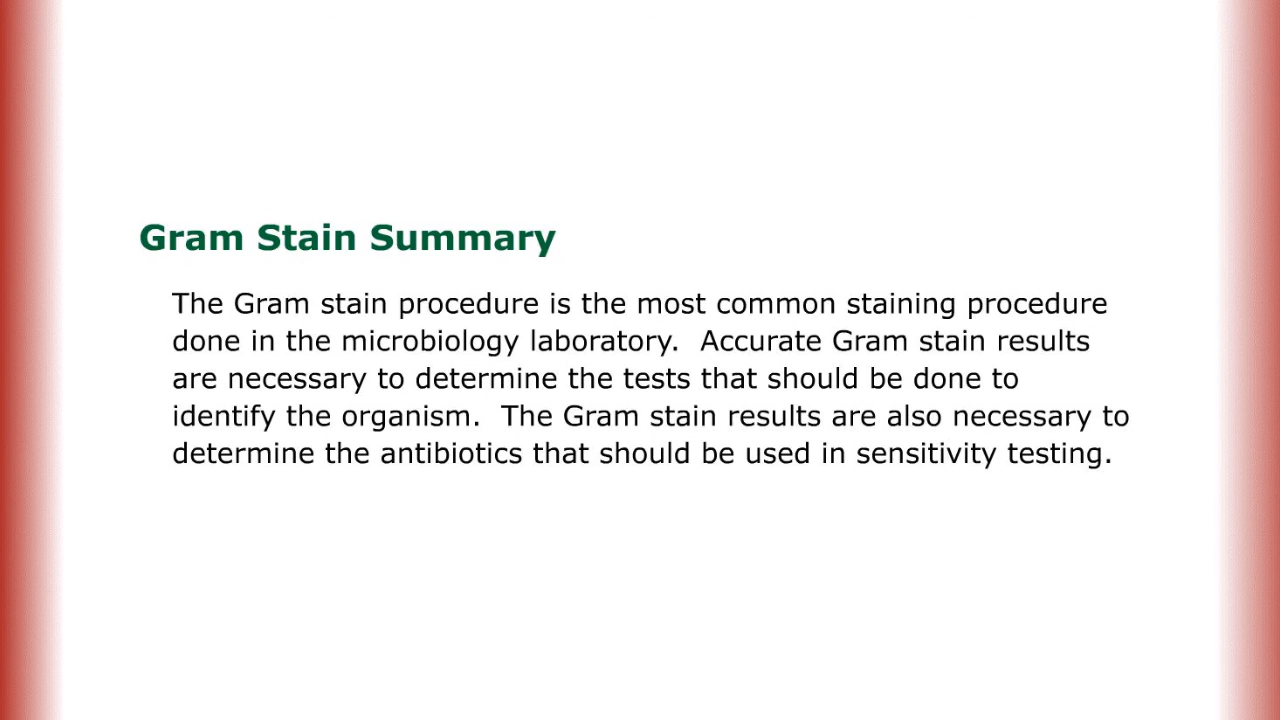 Gram Stain Summary
The Gram stain procedure is the most common staining procedure
done in the microbiology laboratory.  Accurate Gram stain results
are necessary to determine the tests that should be done to
identify the organism.  The Gram stain results are also necessary to
determine the antibiotics that should be used in sensitivity testing.